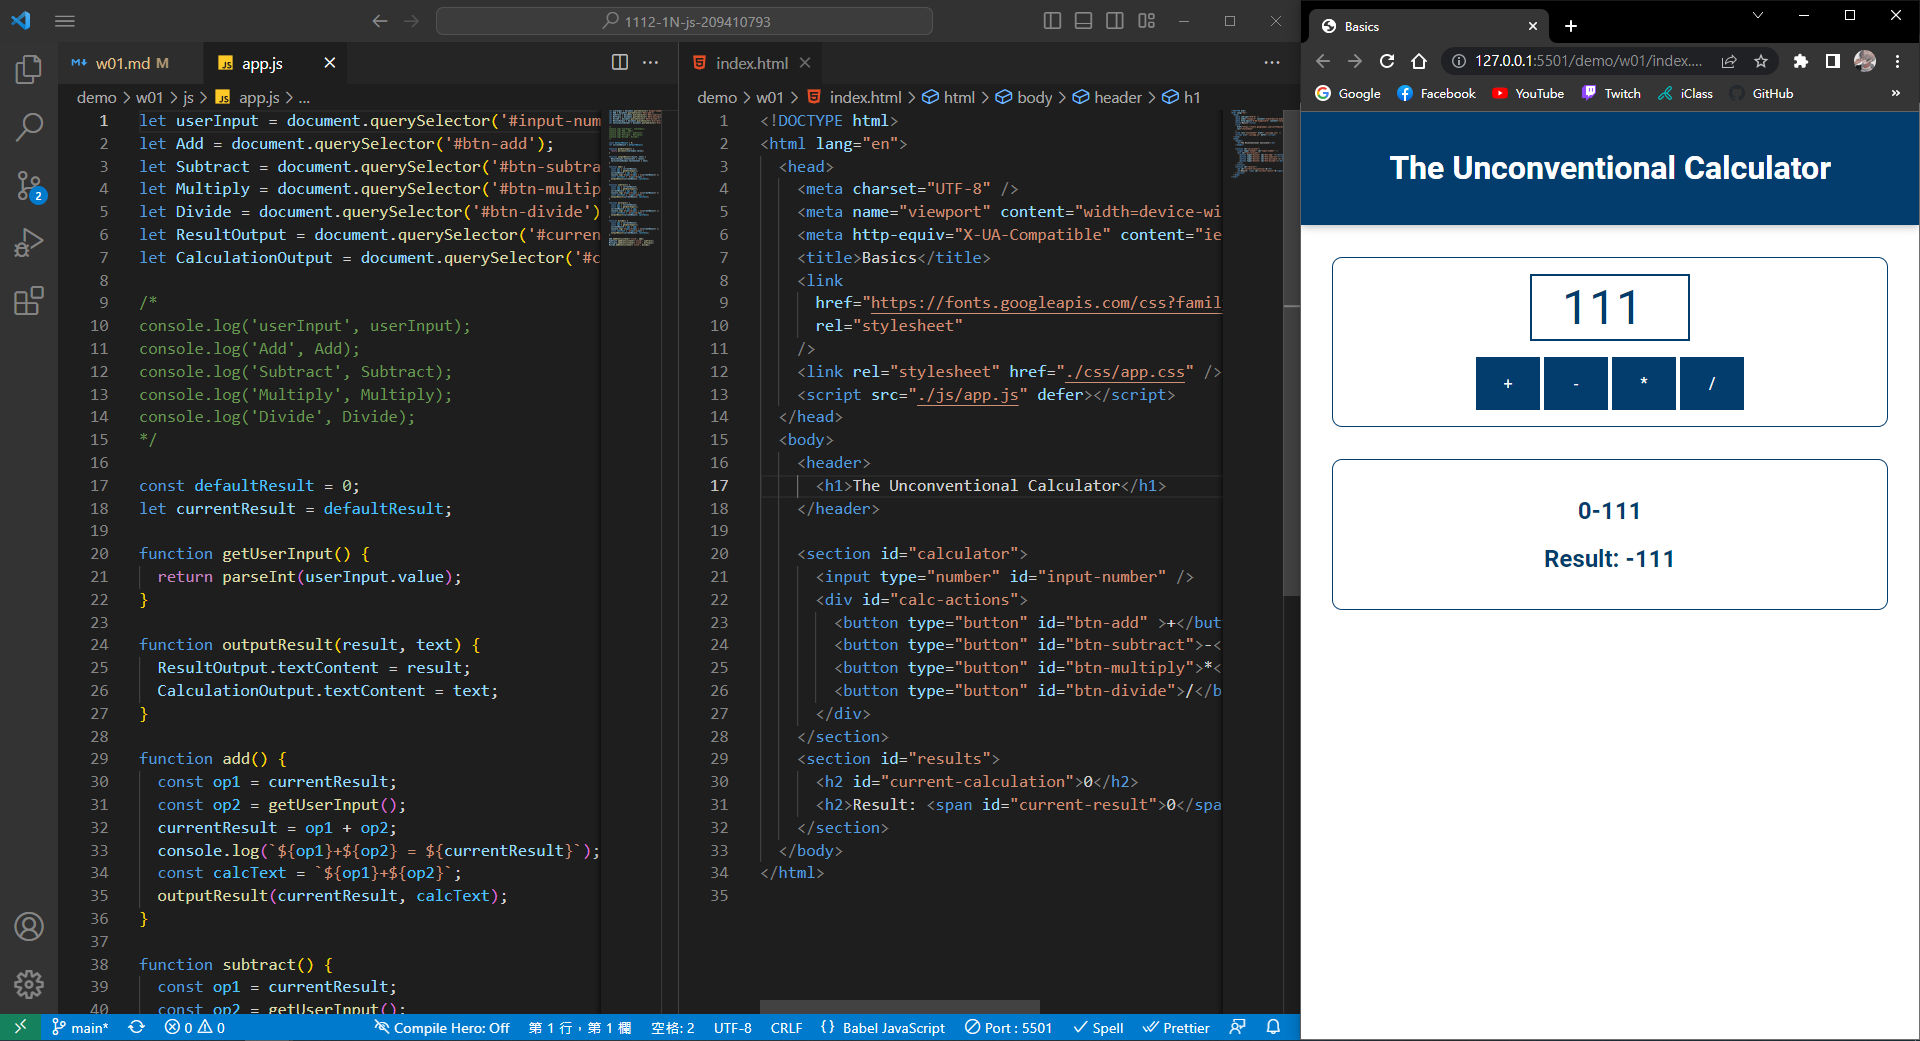 1112-1N-js-209410793
w01.md M
app.js
demo > w01 > js > app.js > ...
1 let userInput = document.querySelector('#input-num
2 let Add = document.querySelector('#btn-add');
3 let Subtract = document.querySelector('#btn-subtra
4 let Multiply = document.querySelector('#btn-multip
5 let Divide = document.querySelector('#btn-divide')
6 let ResultOutput = document.querySelector('#curren
7 let CalculationOutput = document.querySelector('#c
8
9 /*
10 console.log('userInput', userInput);
11 console.log('Add', Add);
12 console.log('Subtract', Subtract);
13 console.log('Multiply', Multiply);
14 console.log('Divide', Divide);
15 */
16
17 const defaultResult = 0;
18 let currentResult = defaultResult;
19
20 function getUserInput() {
21 return parseInt(userInput.value);
22 }
23
24 function outputResult(result, text) {
25 ResultOutput.textContent = result;
26 CalculationOutput.textContent = text;
27 }
28
29 function add() {
30 const op1 = currentResult;
31 const op2 = getUserInput();
32 currentResult = op1 + op2;
33 console.log(`${op1}+${op2} = ${currentResult}`);
34 const calcText = `${op1}+${op2}`;
35 outputResult(currentResult, calcText);
36 }
37
38 function subtract() {
39 const op1 = currentResult;
40 const op2 = getUserInput();
index.html
demo > w01 > index.html > html > body > header > h1
1 <!DOCTYPE html>
2 <html lang="en">
3 <head>
4 <meta charset="UTF-8" />
5 <meta name="viewport" content="width=device-wi
6 <meta http-equiv="X-UA-Compatible" content="ie
7 <title>Basics</title>
8 <link
9 href="https://fonts.googleapis.com/css?famil
10 rel="stylesheet"
11 />
12 <link rel="stylesheet" href="./css/app.css" />
13 <script src="./js/app.js" defer></script>
14 </head>
15 <body>
16 <header>
17 <h1>The Unconventional Calculator</h1>
18 </header>
19
20 <section id="calculator">
21 <input type="number" id="input-number" />
22 <div id="calc-actions">
23 <button type="button" id="btn-add" >+</but
24 <button type="button" id="btn-subtract">-<
25 <button type="button" id="btn-multiply">*<
26 <button type="button" id="btn-divide">/</b
27 </div>
28 </section>
29 <section id="results">
30 <h2 id="current-calculation">0</h2>
31 <h2>Result: <span id="current-result">0</spa
32 </section>
33 </body>
34 </html>
35
2
main* 0 0 Compile Hero: Off 第 1 行，第 1 欄 空格: 2 UTF-8 CRLF {} Babel JavaScript Port : 5501 Spell Prettier
Basics
127.0.0.1:5501/demo/w01/index....
Google Facebook YouTube Twitch iClass GitHub »
The Unconventional Calculator
111
+ - * /
0-111
Result: -111